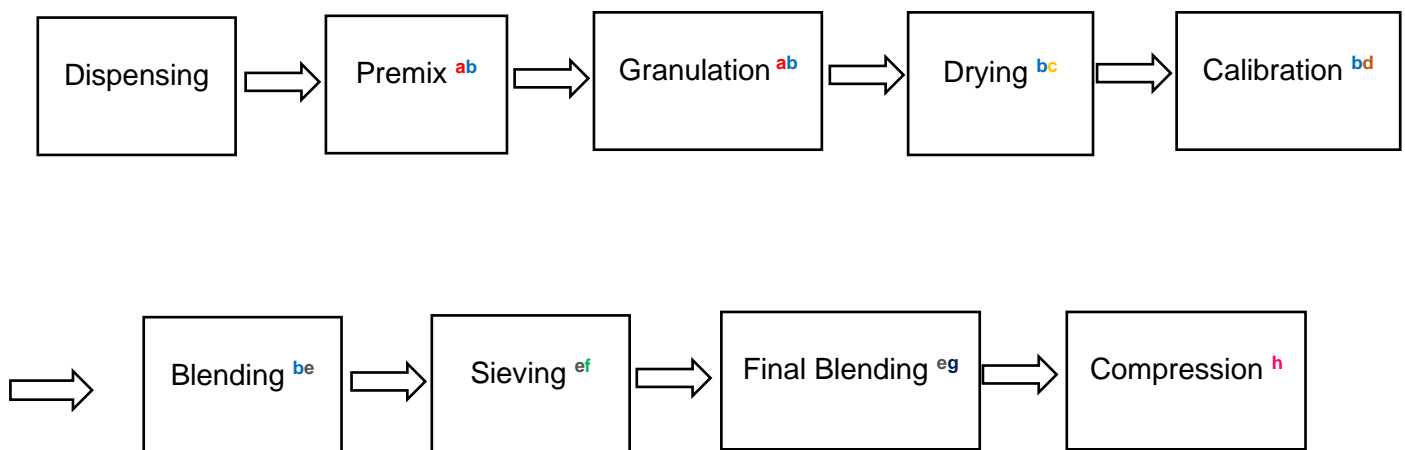 Dispensing
Premix ab
Granulation ab
Drying bc
Calibration bd
Blending be
Sieving ef
Final Blending eg
Compression h